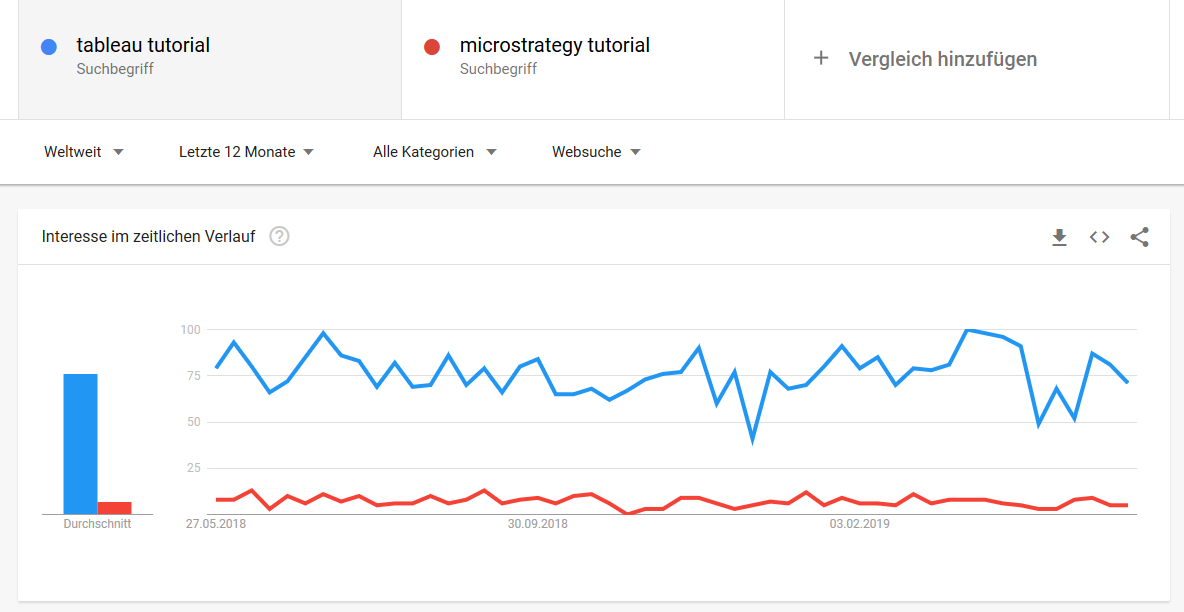 tableau tutorial
Suchbegriff
microstrategy tutorial
Suchbegriff
+ Vergleich hinzufügen
Weltweit
Letzte 12 Monate
Alle Kategorien
Websuche
Interesse im zeitlichen Verlauf ?
100
75
50
25
Durchschnitt
27.05.2018
30.09.2018
03.02.2019